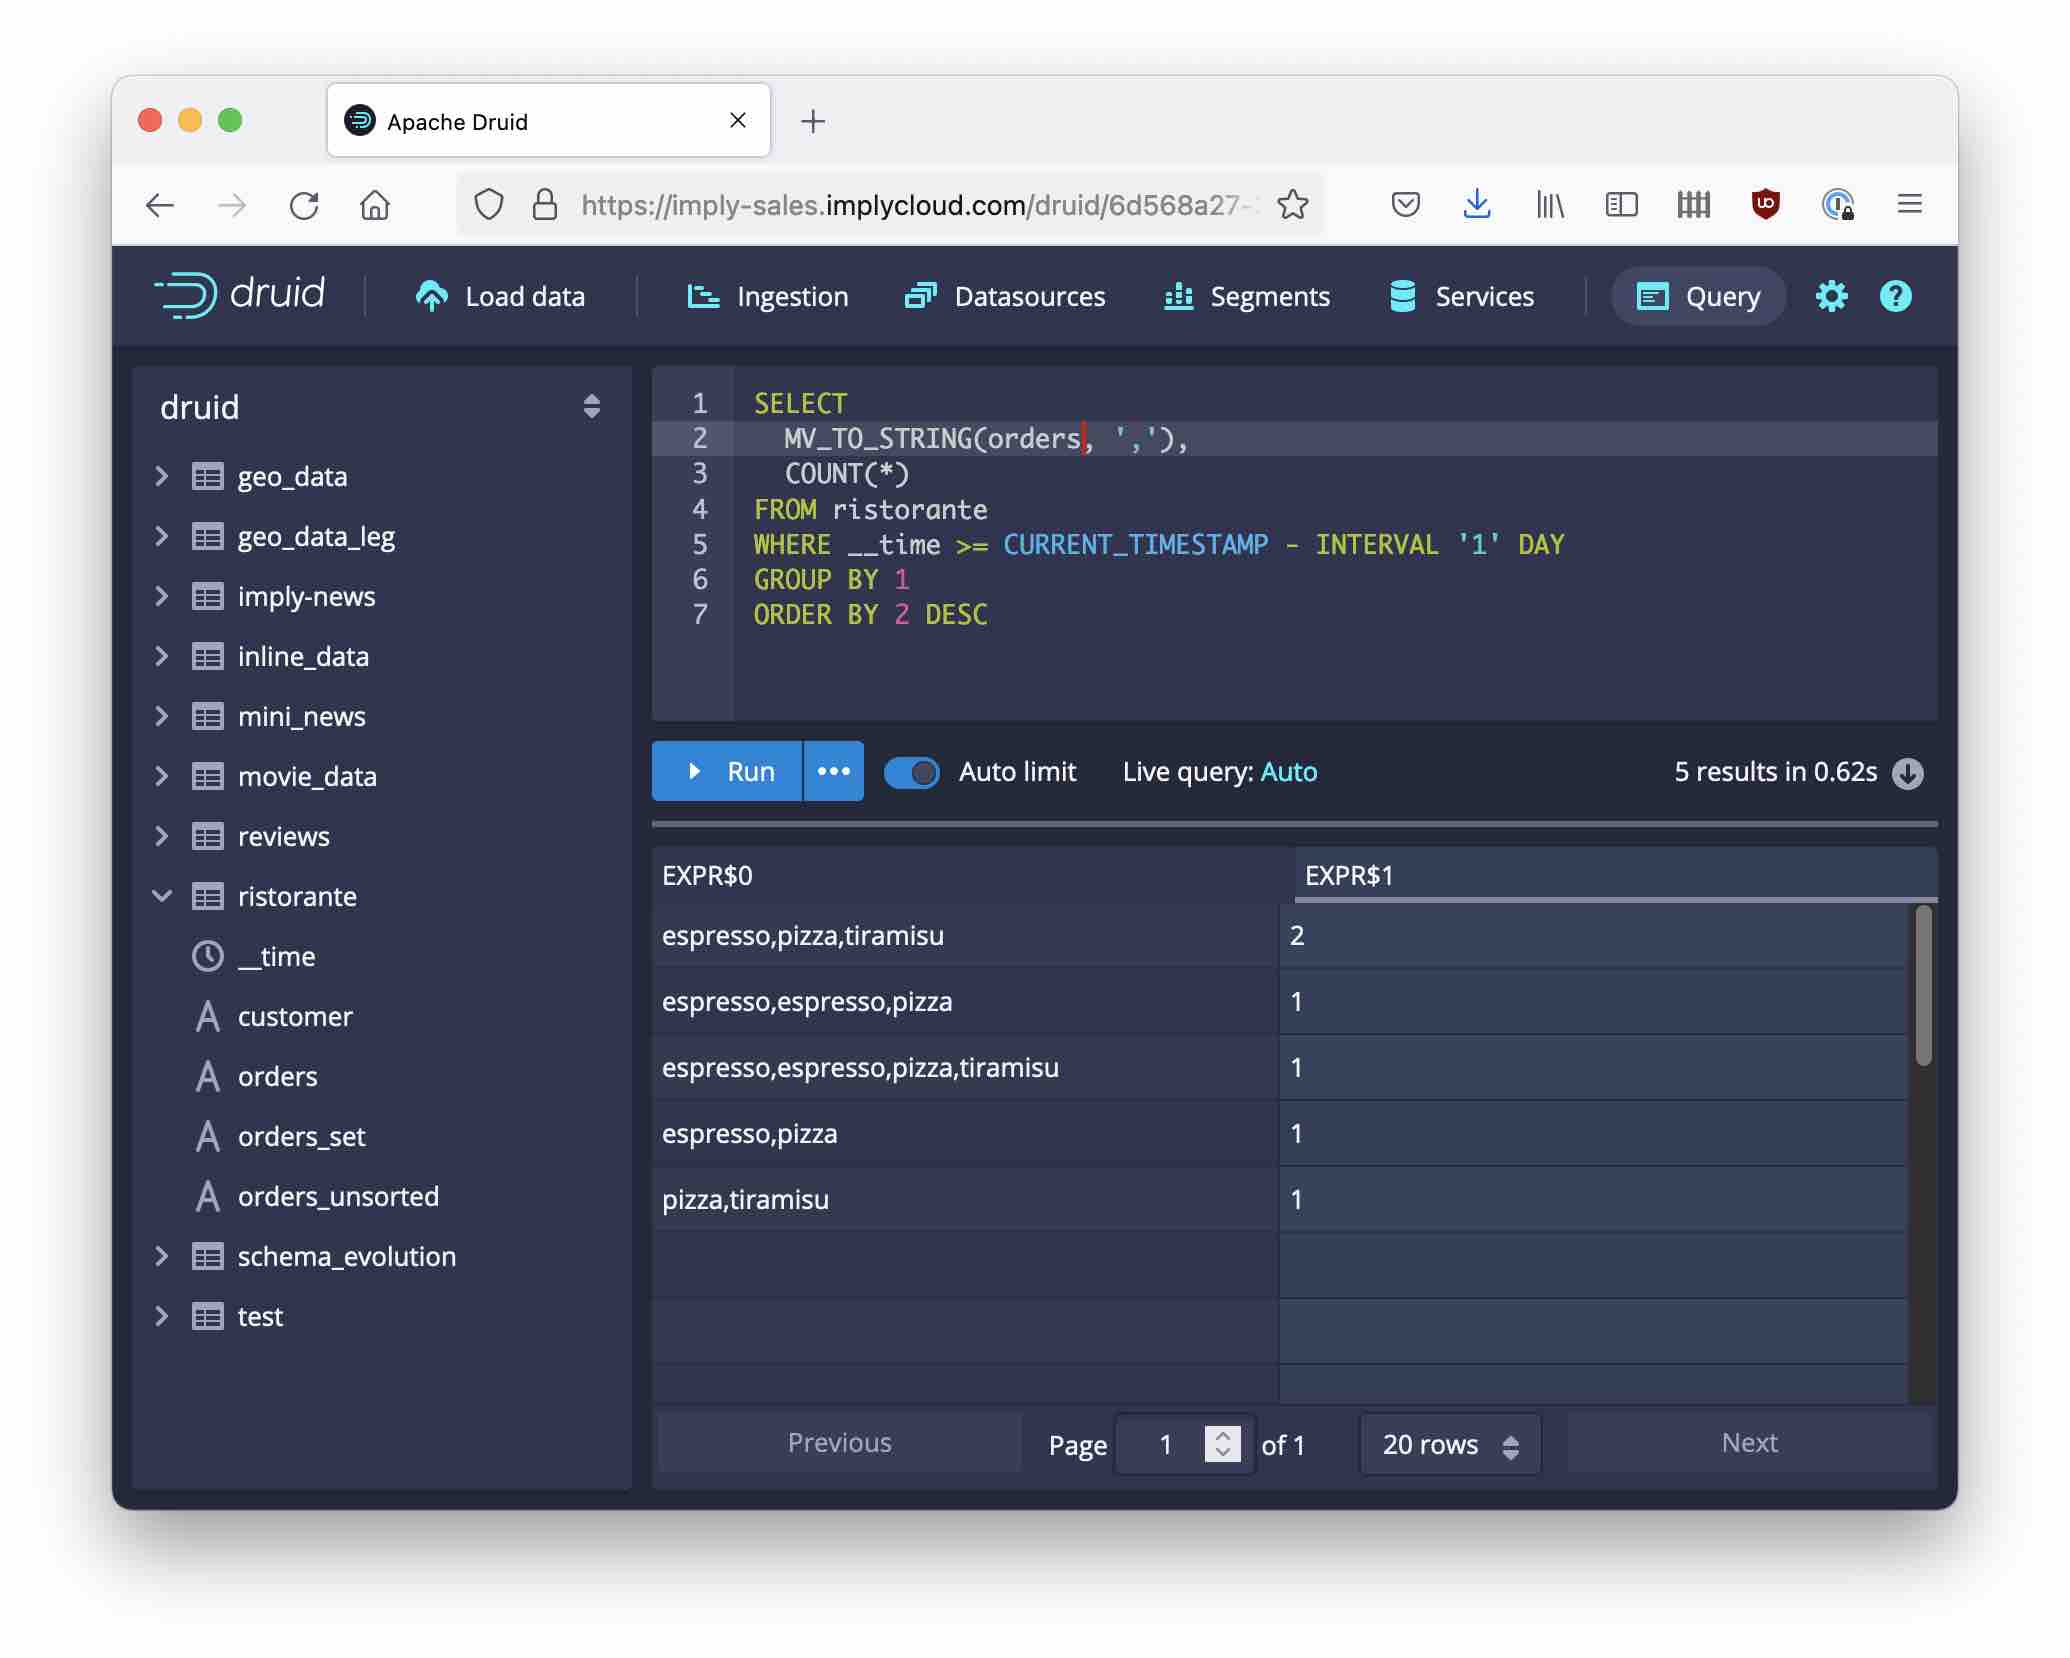 Apache Druid
https://imply-sales.implycloud.com/druid/6d568a27-
druid
Load data
Ingestion
Datasources
Segments
Services
Query
druid
geo_data
geo_data_leg
imply-news
inline_data
mini_news
movie_data
reviews
ristorante
__time
customer
orders
orders_set
orders_unsorted
schema_evolution
test
1 SELECT
2 MV_TO_STRING(orders, ','),
3 COUNT(*)
4 FROM ristorante
5 WHERE __time >= CURRENT_TIMESTAMP - INTERVAL '1' DAY
6 GROUP BY 1
7 ORDER BY 2 DESC
Run
Auto limit
Live query: Auto
5 results in 0.62s
EXPR$0 EXPR$1
espresso,pizza,tiramisu 2
espresso,espresso,pizza 1
espresso,espresso,pizza,tiramisu 1
espresso,pizza 1
pizza,tiramisu 1
Previous
Page 1 of 1
20 rows
Next